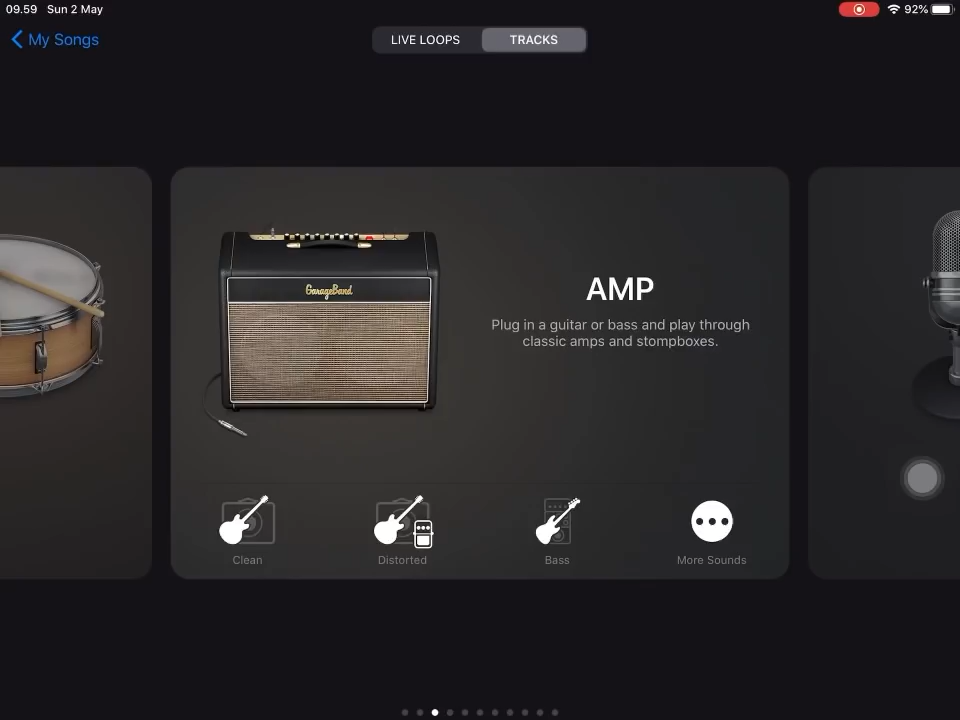 09.59 Sun 2 May
92%
My Songs
LIVE LOOPS
TRACKS
GarageBand
AMP
Plug in a guitar or bass and play through
classic amps and stompboxes.
Clean
Distorted
Bass
More Sounds